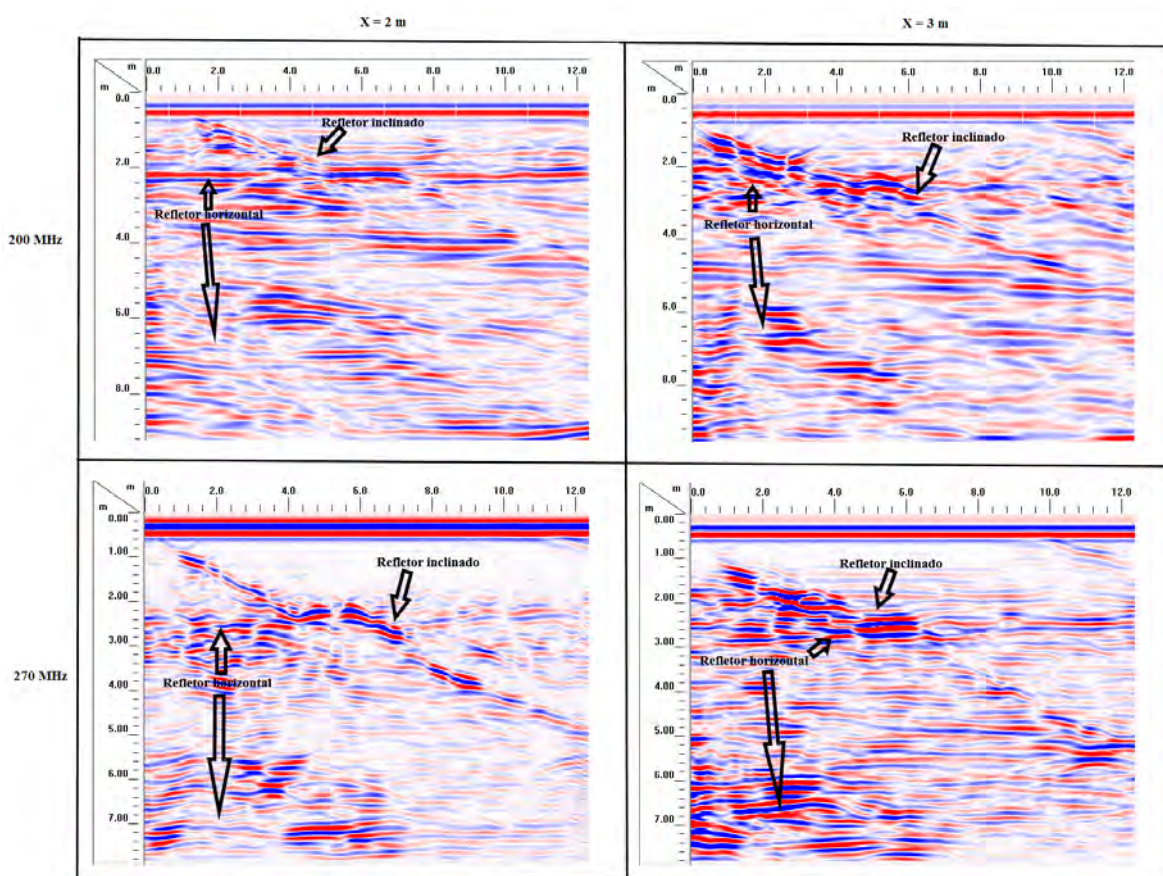 X = 2 m
X = 3 m
m
0.0 2.0 4.0 6.0 8.0 10.0 12.0
m
0.0
2.0
4.0
6.0
8.0
Refletor inclinado
Refletor horizontal
m
0.0 2.0 4.0 6.0 8.0 10.0 12.0
m
0.0
2.0
4.0
6.0
8.0
Refletor inclinado
Refletor horizontal
200 MHz
m
0.0 2.0 4.0 6.0 8.0 10.0 12.0
m
0.00
1.00
2.00
3.00
4.00
5.00
6.00
7.00
Refletor inclinado
Refletor horizontal
m
0.0 2.0 4.0 6.0 8.0 10.0 12.0
m
0.00
1.00
2.00
3.00
4.00
5.00
6.00
7.00
Refletor inclinado
Refletor horizontal
270 MHz